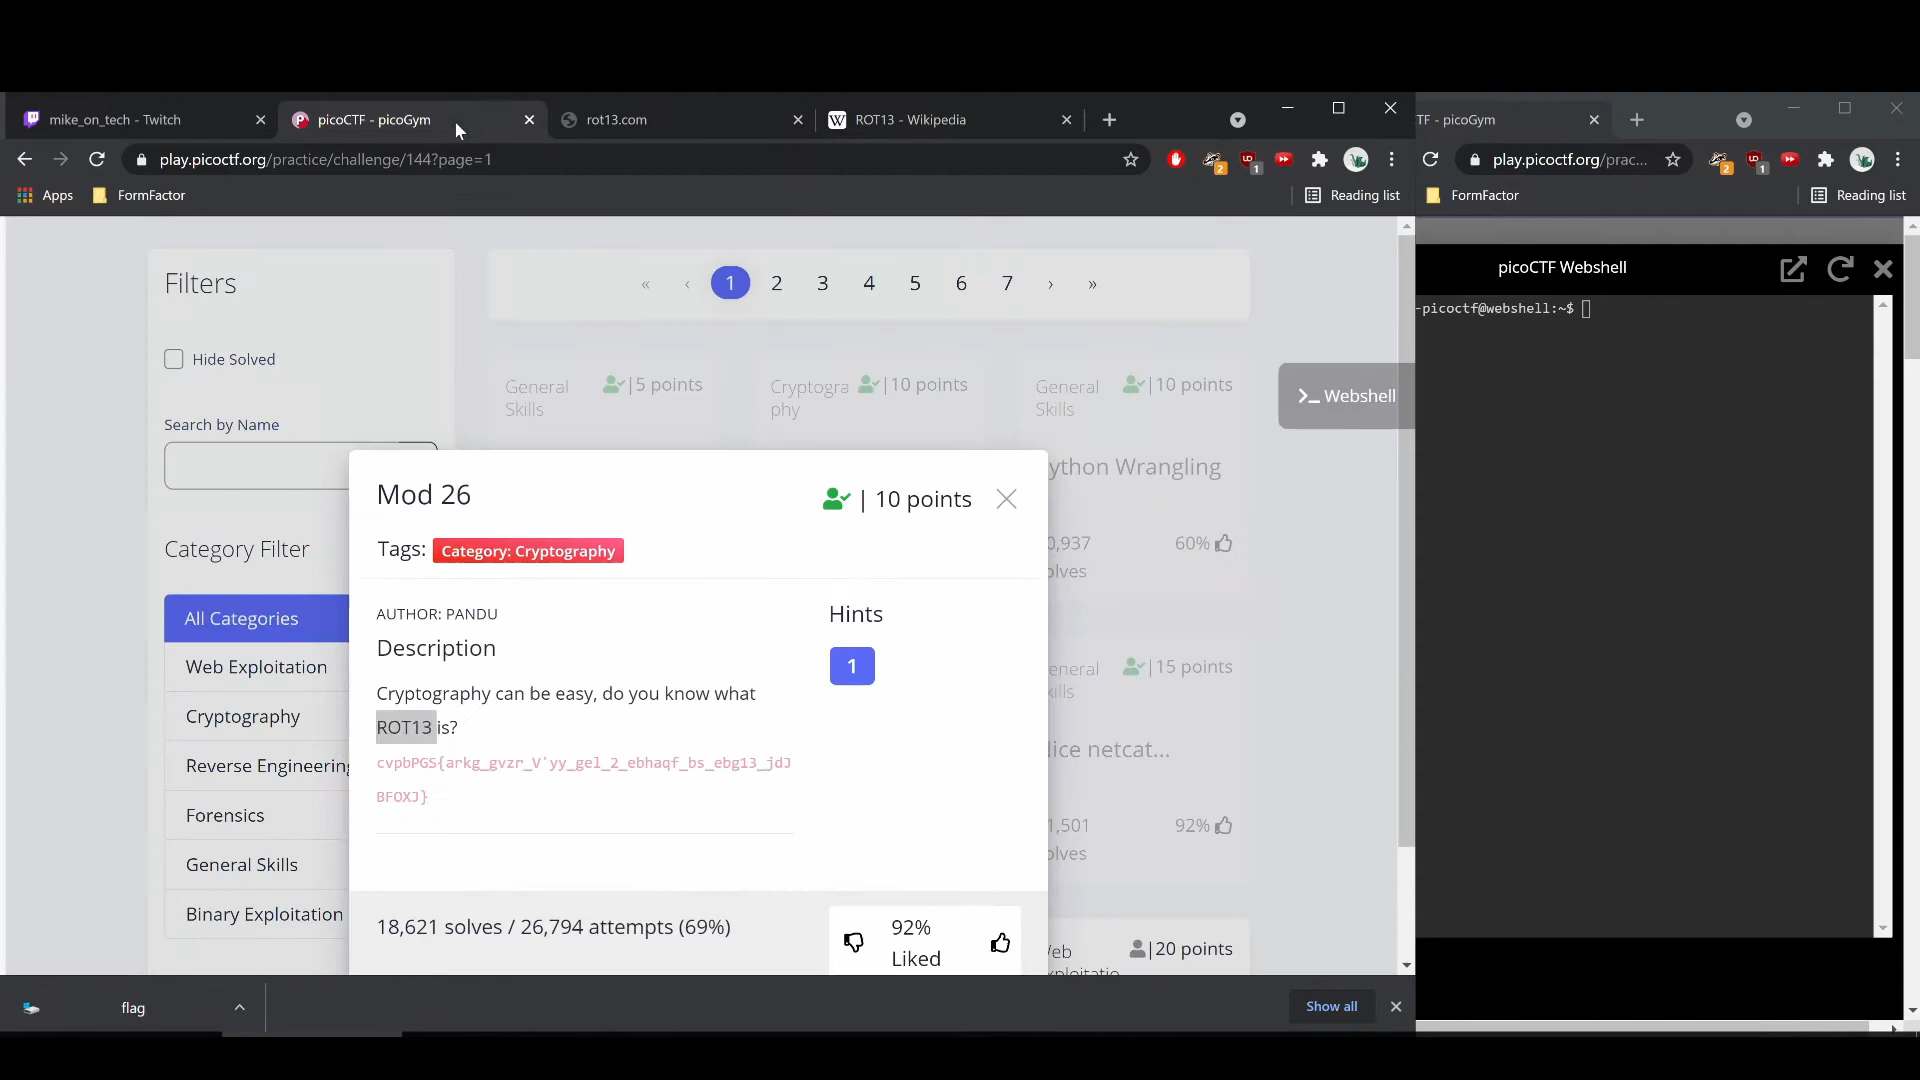 mike_on_tech - Twitch
picoCTF - picoGym
rot13.com
ROT13 - Wikipedia
TF - picoGym
play.picoctf.org/practice/challenge/144?page=1
play.picoctf.org/prac...
2
1
2
1
Apps
FormFactor
Reading list
FormFactor
Reading list
Filters
« ‹ 1 2 3 4 5 6 7 › »
picoCTF Webshell
-picoctf@webshell:~$
Hide Solved
General
Skills
|5 points
Cryptogra
phy
|10 points
General
Skills
|10 points
Webshell
Search by Name
ython Wrangling
Mod 26
| 10 points
Tags: Category: Cryptography
0,937
olves
60%
Category Filter
All Categories
Web Exploitation
Cryptography
Reverse Engineering
Forensics
General Skills
Binary Exploitation
AUTHOR: PANDU
Description
Hints
1
Cryptography can be easy, do you know what
ROT13 is?
cvpbPGS{arkg_gvzr_V'yy_gel_2_ebhaqf_bs_ebg13_jdJ
BFOXJ}
eneral
kills
|15 points
lice netcat...
1,501
olves
92%
18,621 solves / 26,794 attempts (69%)
92%
Liked
eb
xploitatio
|20 points
flag
Show all